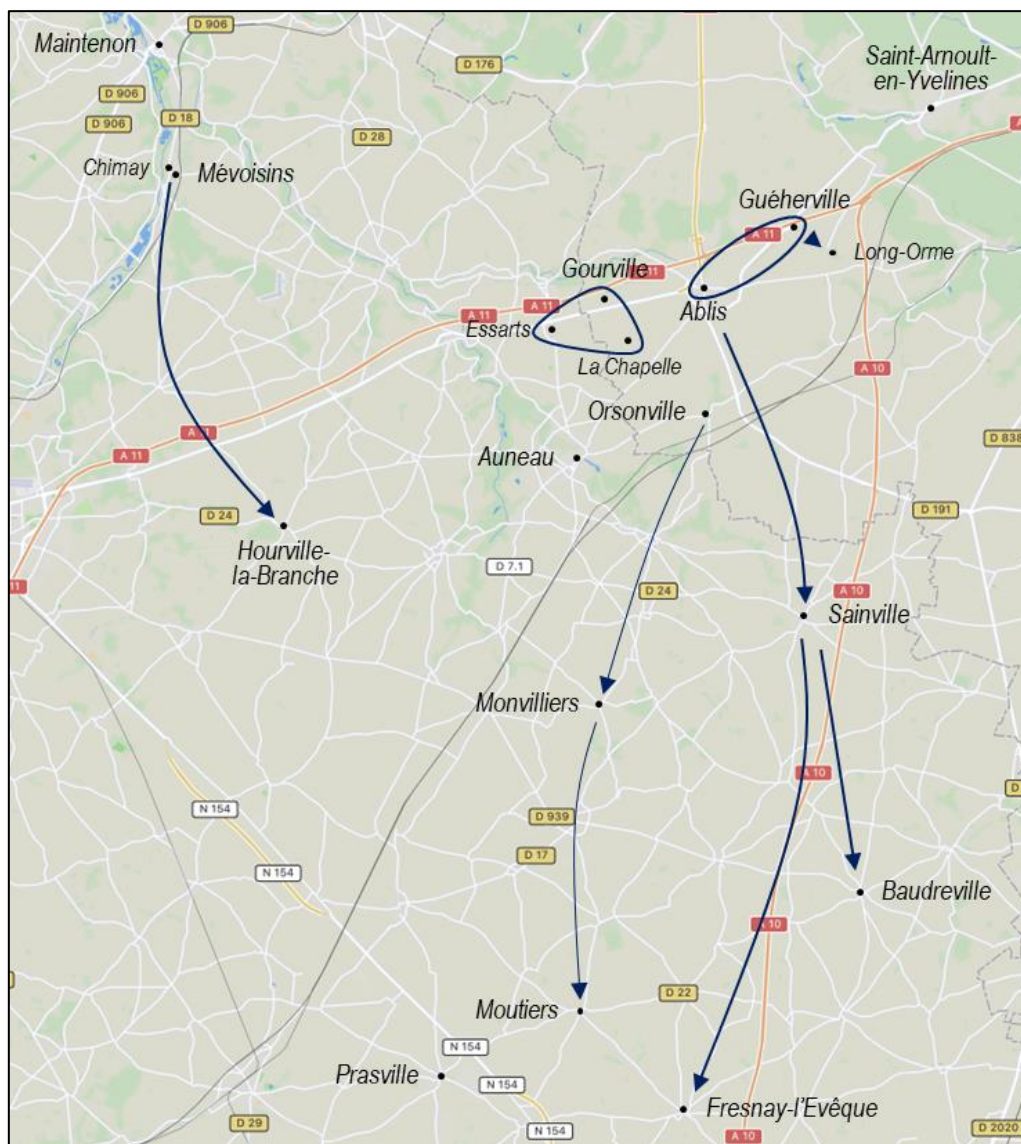 D 906
Maintenon
Saint-Arnoult-
en-Yvelines
D 176
D 906
D 18
D 906
D 28
Chimay
Mévoisins
Guéherville
A 11
Long-Orme
Gourville
A 11
A 11
Ablis
A 11
Essarts
La Chapelle
A 10
Orsonville
A 11
D 838
A 11
Auneau
D 24
D 191
Hourville-
la-Branche
D 7.1
11
D 24
A 10
Sainville
Monvilliers
A 10
N 154
D 939
D 17
N 154
Baudreville
A 10
D 22
Moutiers
N 154
Prasville
N 154
Fresnay-l'Evêque
D 29
N 154
A 10
D 2020